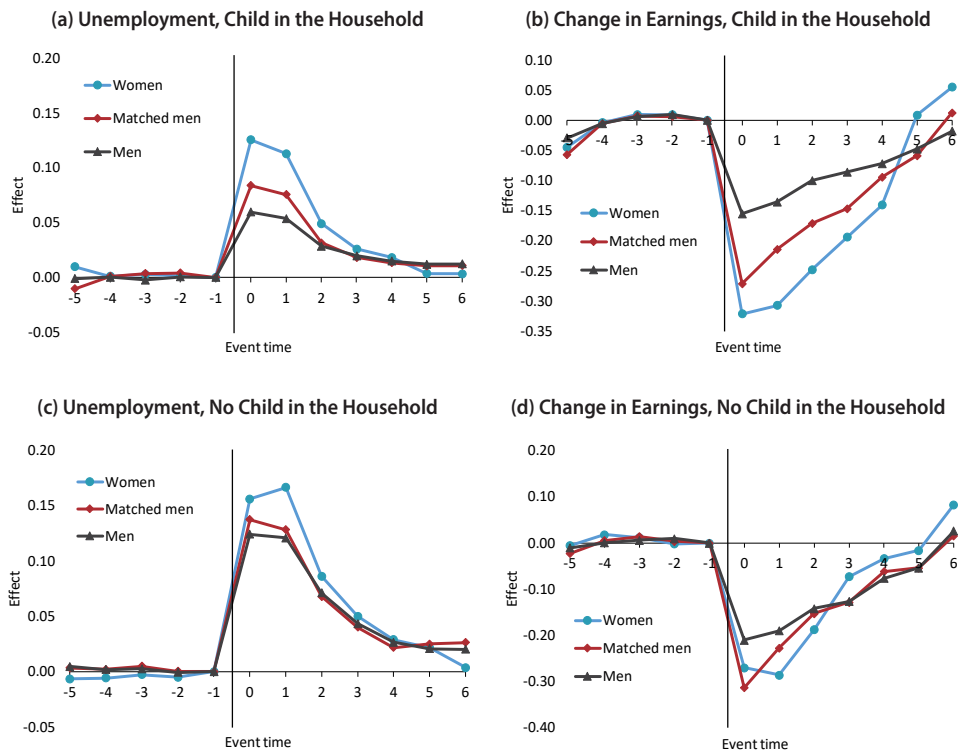 (a) Unemployment, Child in the Household
0.20
0.15
0.10
0.05
0.00
-0.05
Effect
Women
Matched men
Men
-5 -4 -3 -2 -1 0 1 2 3 4 5 6
Event time
(b) Change in Earnings, Child in the Household
0.10
0.05
0.00
-0.05
-0.10
-0.15
-0.20
-0.25
-0.30
-0.35
Effect
-5 -4 -3 -2 -1 0 1 2 3 4 5 6
Women
Matched men
Men
Event time
(c) Unemployment, No Child in the Household
0.20
0.15
0.10
0.05
0.00
-0.05
Effect
Women
Matched men
Men
-5 -4 -3 -2 -1 0 1 2 3 4 5 6
Event time
(d) Change in Earnings, No Child in the Household
0.20
0.10
0.00
-0.10
-0.20
-0.30
-0.40
Effect
-5 -4 -3 -2 -1 0 1 2 3 4 5 6
Women
Matched men
Men
Event time